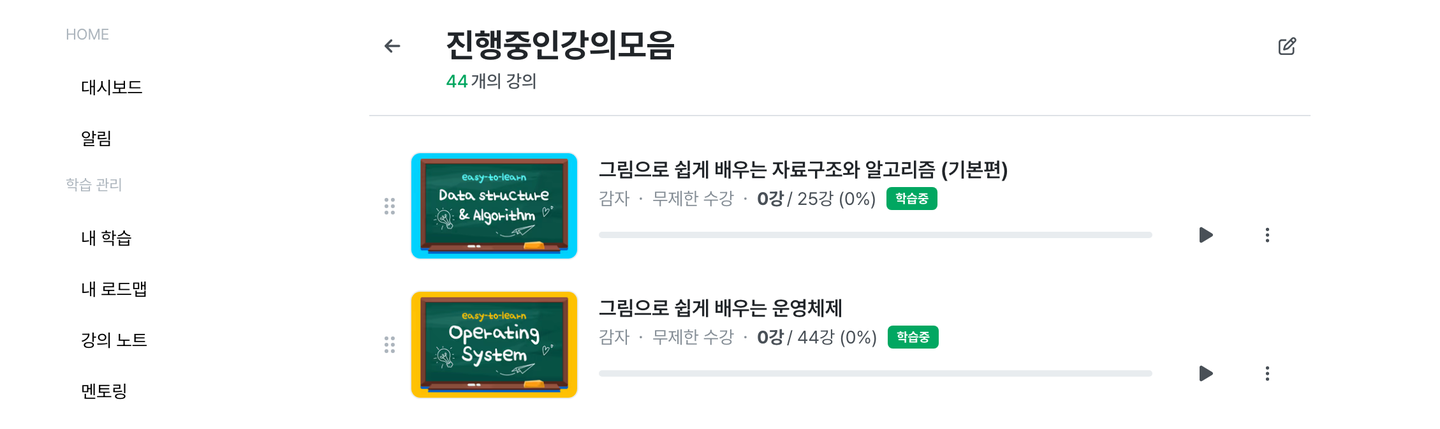 HOME
대시보드
알림
학습 관리
내 학습
내 로드맵
강의 노트
멘토링
진행중인강의모음
44 개의 강의
easy-to-learn
Data structure
& Algorithm
그림으로 쉽게 배우는 자료구조와 알고리즘 (기본편)
감자 · 무제한 수강 · 0강 / 25강 (0%) 학습중
easy-to-learn
Operating
System
그림으로 쉽게 배우는 운영체제
감자 · 무제한 수강 · 0강 / 44강 (0%) 학습중